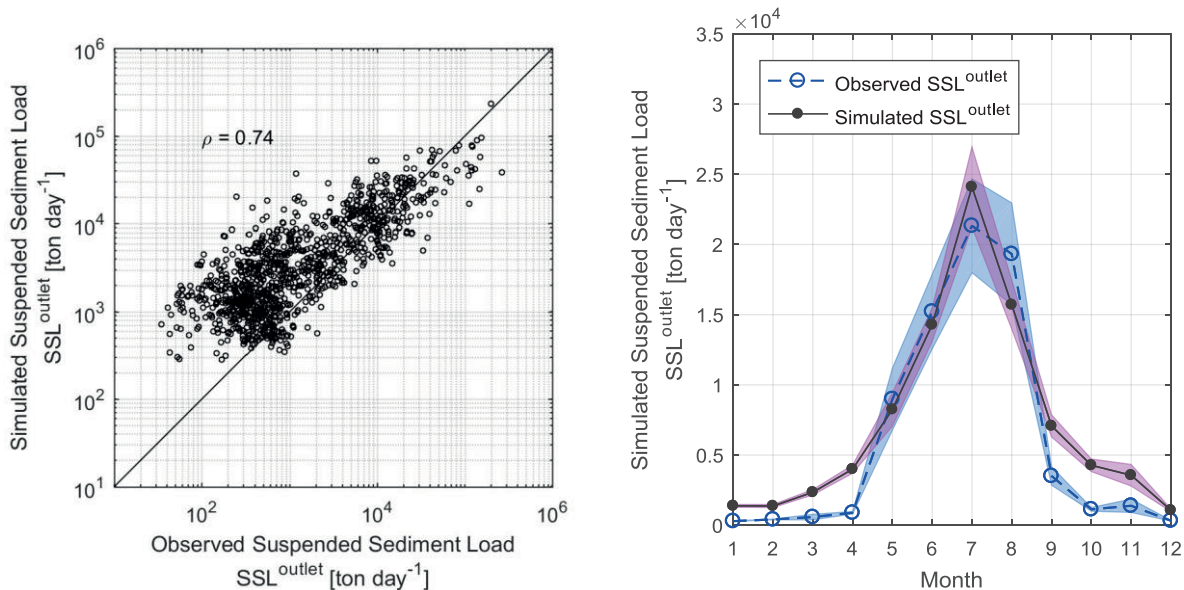 10^6
10^5
10^4
10^3
10^2
10^1
ρ = 0.74
10^2
10^4
10^6
Simulated Suspended Sediment Load
SSL^outlet [ton day^-1]
Observed Suspended Sediment Load
SSL^outlet [ton day^-1]
×10^4
3.5
3
2.5
2
1.5
1
0.5
0
Observed SSL^outlet
Simulated SSL^outlet
Simulated Suspended Sediment Load
SSL^outlet [ton day^-1]
1 2 3 4 5 6 7 8 9 10 11 12
Month